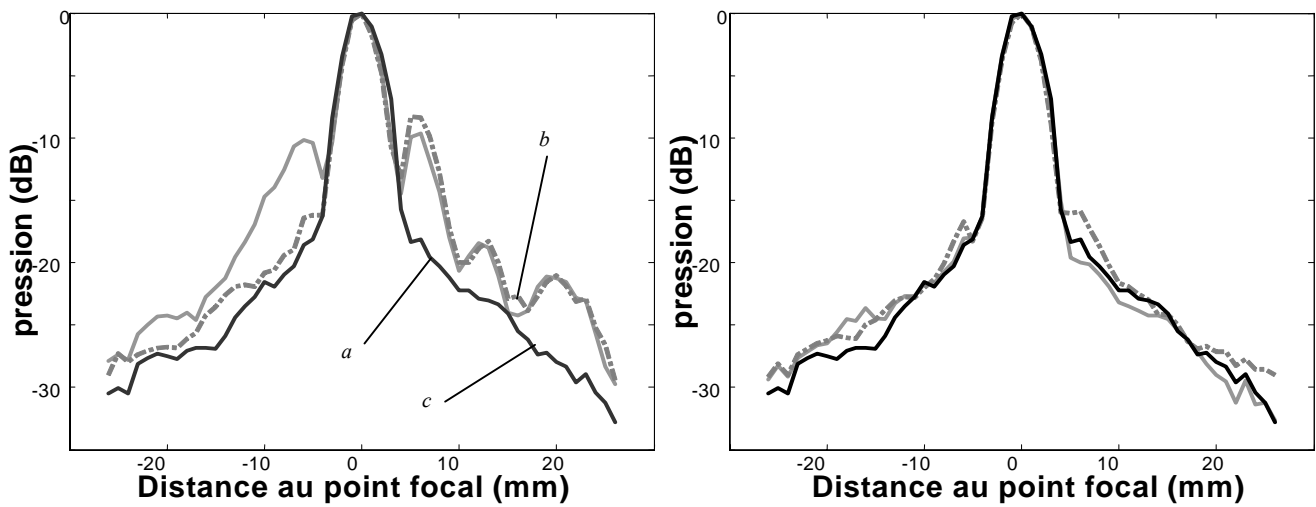 0
-10
-20
-30
pression (dB)
-20 -10 0 10 20
Distance au point focal (mm)
a
b
c
0
-10
-20
-30
pression (dB)
-20 -10 0 10 20
Distance au point focal (mm)